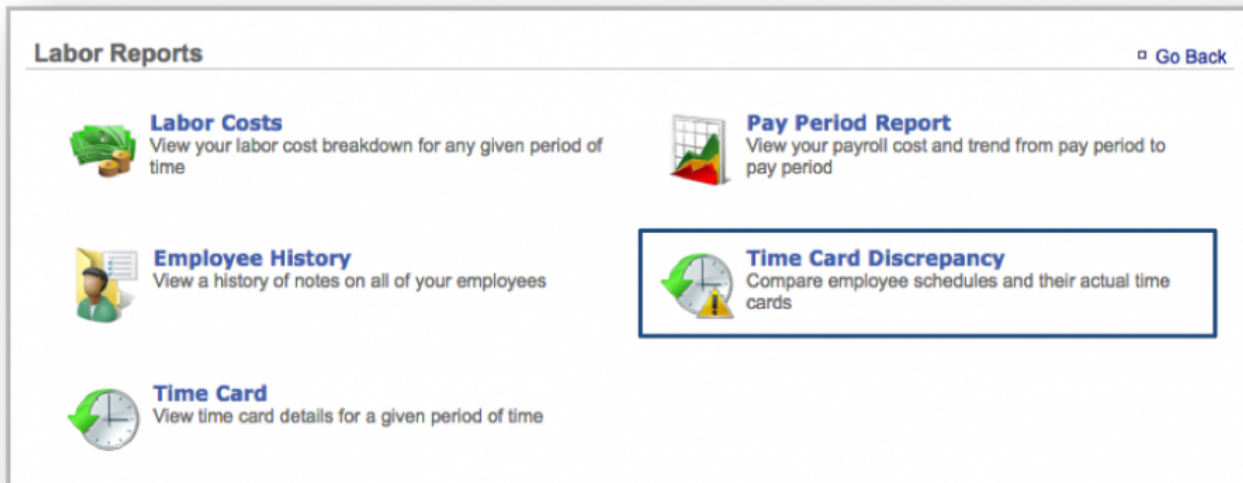 Labor Reports
Go Back
Labor Costs
View your labor cost breakdown for any given period of
time
Pay Period Report
View your payroll cost and trend from pay period to
pay period
Employee History
View a history of notes on all of your employees
Time Card Discrepancy
Compare employee schedules and their actual time
cards
Time Card
View time card details for a given period of time